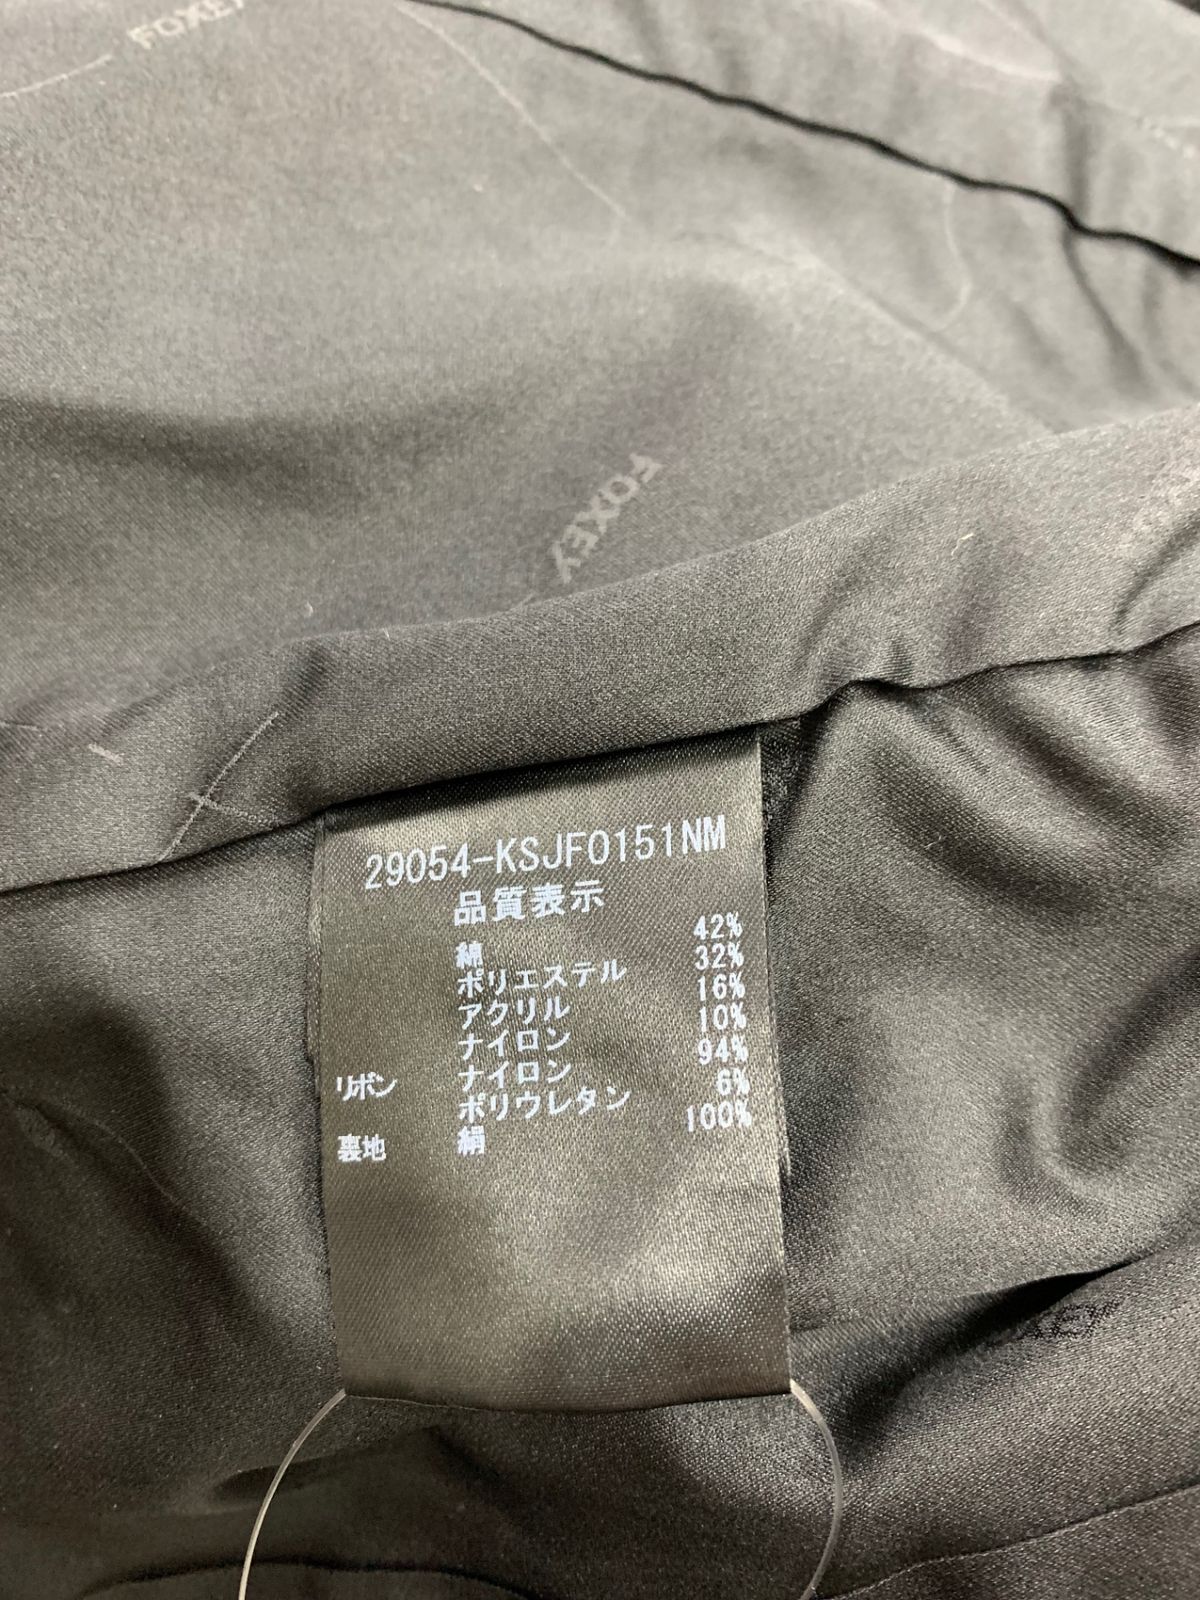 FOXEY
FOXEY
29054-KSJF0151NM
品質表示
綿 42%
ポリエステル 32%
アクリル 16%
ナイロン 10%
リボン ナイロン 94%
ポリウレタン 6%
裏地 絹 100%